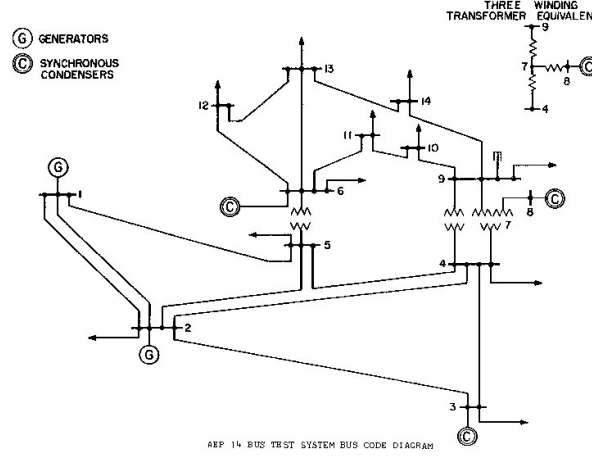 THREE WINDING
TRANSFORMER EQUIVALEN
G GENERATORS
C SYNCHRONOUS
CONDENSERS
9
7
C
8
4
13
14
12
11
10
G
1
C
6
9
8
C
7
5
4
2
G
3
C
AEP 14 BUS TEST SYSTEM BUS CODE DIAGRAM